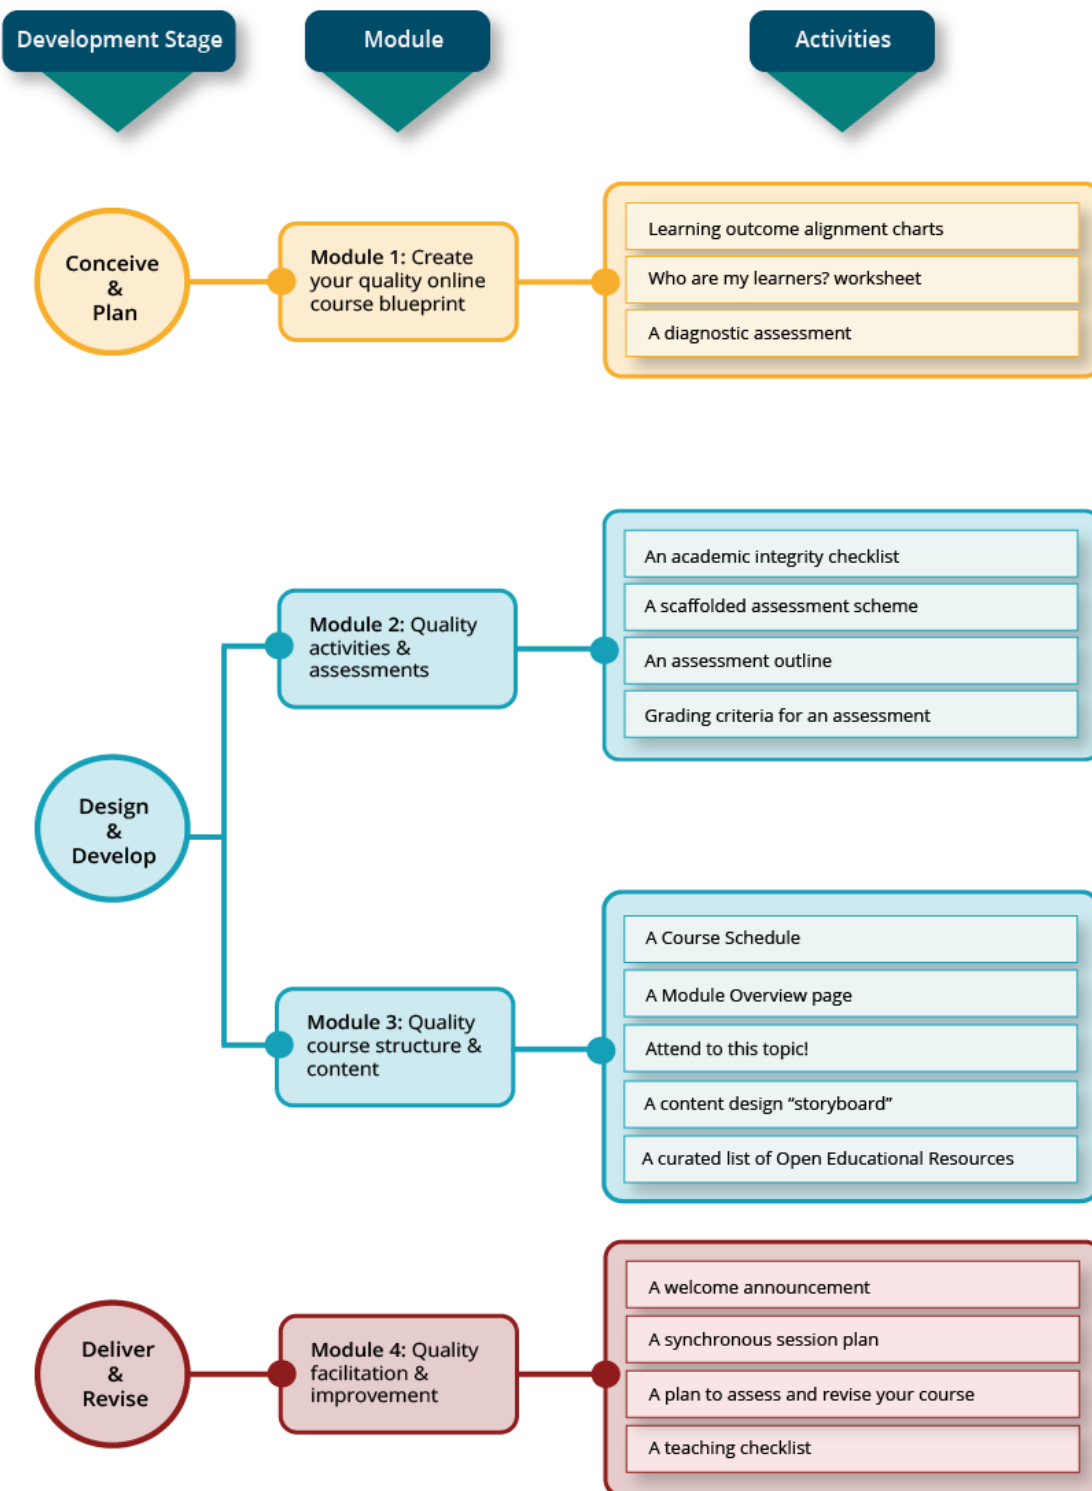 Development Stage
Module
Activities
Conceive
&
Plan
Module 1: Create
your quality online
course blueprint
Learning outcome alignment charts
Who are my learners? worksheet
A diagnostic assessment
Design
&
Develop
Module 2: Quality
activities &
assessments
An academic integrity checklist
A scaffolded assessment scheme
An assessment outline
Grading criteria for an assessment
Module 3: Quality
course structure &
content
A Course Schedule
A Module Overview page
Attend to this topic!
A content design “storyboard”
A curated list of Open Educational Resources
Deliver
&
Revise
Module 4: Quality
facilitation &
improvement
A welcome announcement
A synchronous session plan
A plan to assess and revise your course
A teaching checklist